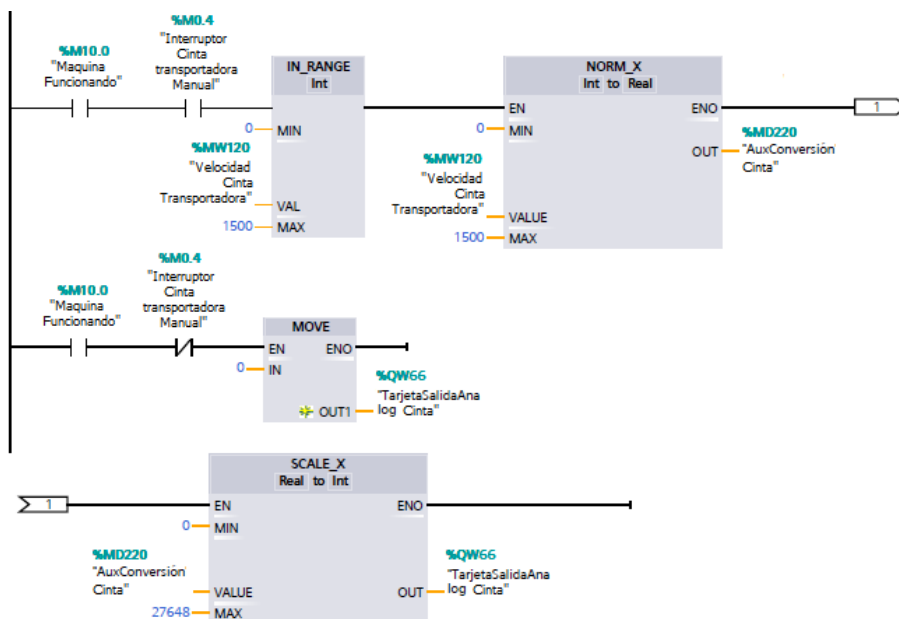 %M0.4
"Interruptor
Cinta
transportadora
Manual"
%M10.0
"Maquina
Funcionando"
IN_RANGE
Int
0
MIN
%MW120
"Velocidad
Cinta
Transportadora"
VAL
1500
MAX
NORM_X
Int to Real
EN
ENO
0
MIN
%MD220
OUT
"AuxConversión
Cinta"
%MW120
"Velocidad
Cinta
Transportadora"
VALUE
1500
MAX
1
%M0.4
"Interruptor
Cinta
transportadora
Manual"
%M10.0
"Maquina
Funcionando"
MOVE
EN
ENO
0
IN
%QW66
"TarjetaSalidaAna
log Cinta"
OUT1
1
SCALE_X
Real to Int
EN
ENO
0
MIN
%MD220
"AuxConversión
Cinta"
VALUE
27648
MAX
%QW66
"TarjetaSalidaAna
log Cinta"
OUT